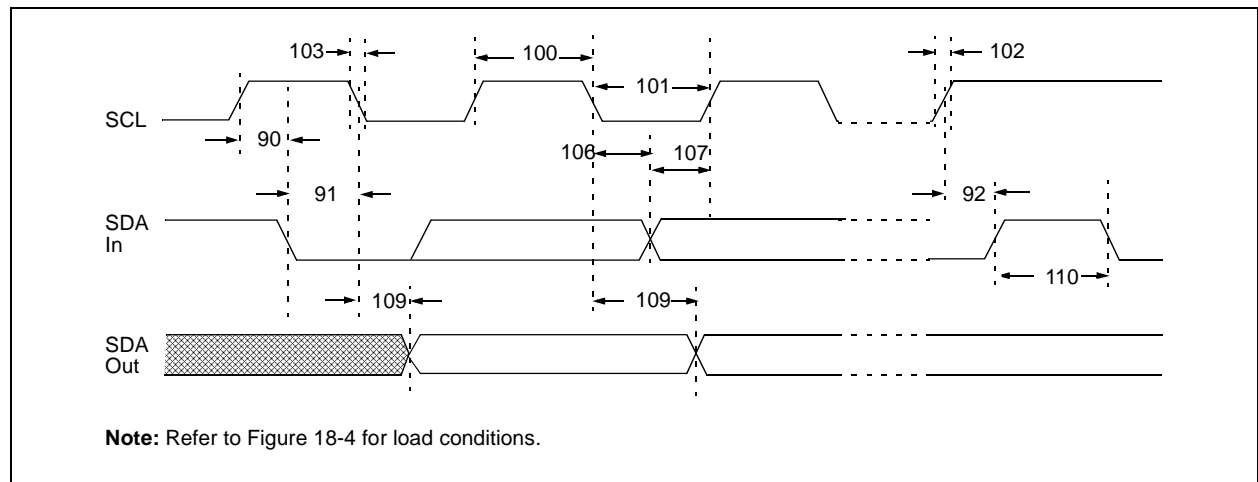 103
100
102
101
SCL
90
106
107
91
92
SDA
In
109
109
110
SDA
Out
Note: Refer to Figure 18-4 for load conditions.